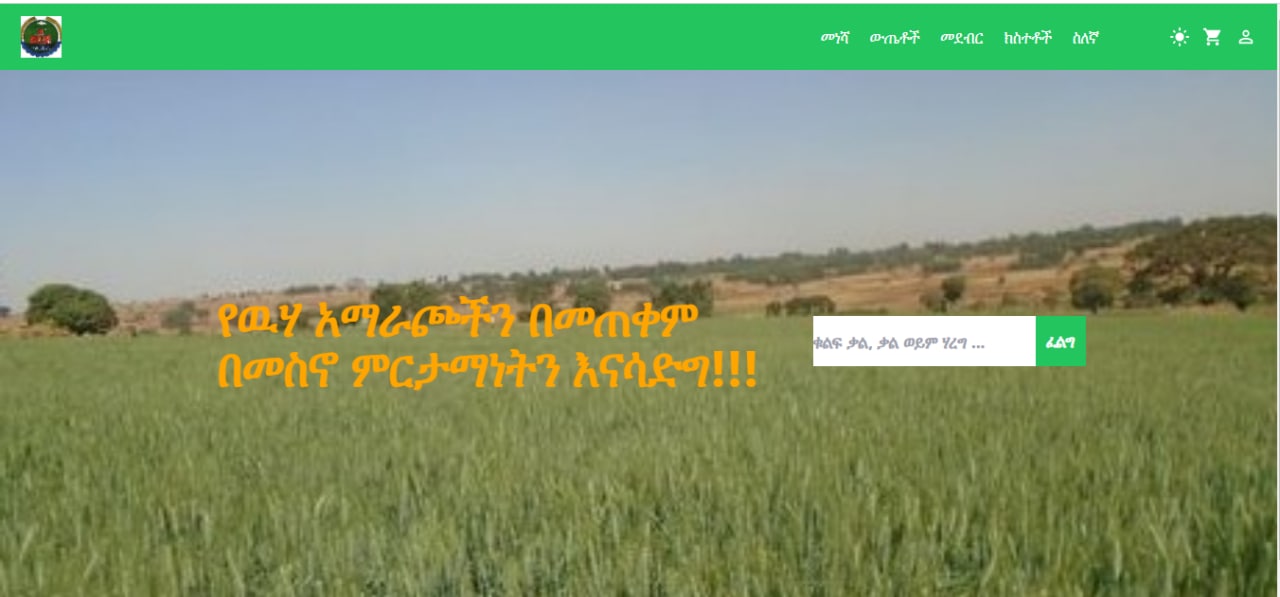 መነሻ ውጤቶች መደብር ክስተቶች ስለኛ
የዉሃ አማራጮችን በመጠቀም
በመስኖ ምርታማነትን እናሳድግ!!!
ቁልፍ ቃል, ቃል ወይም ሃረግ ... ፈልግ